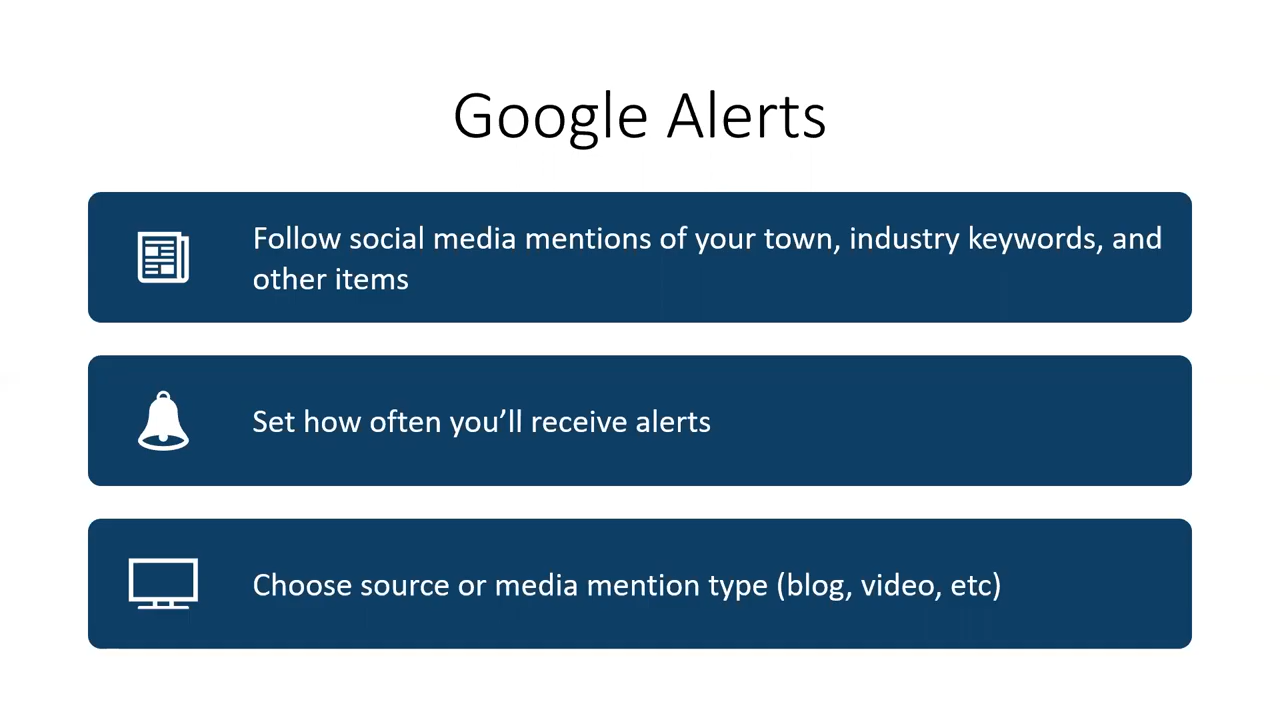 Google Alerts
Follow social media mentions of your town, industry keywords, and
other items
Set how often you’ll receive alerts
Choose source or media mention type (blog, video, etc)